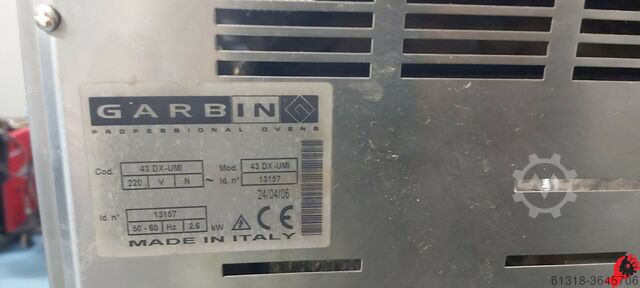 GARBIN
PROFESSIONAL OVENS
Cod. 43 DX-UMI Mod. 43 DX-UMI
220 V N ~ Id. n° 13157
24/04/06
Id. n° 13157
50 - 60 Hz 2.6 kW CE
MADE IN ITALY
61318-3645706